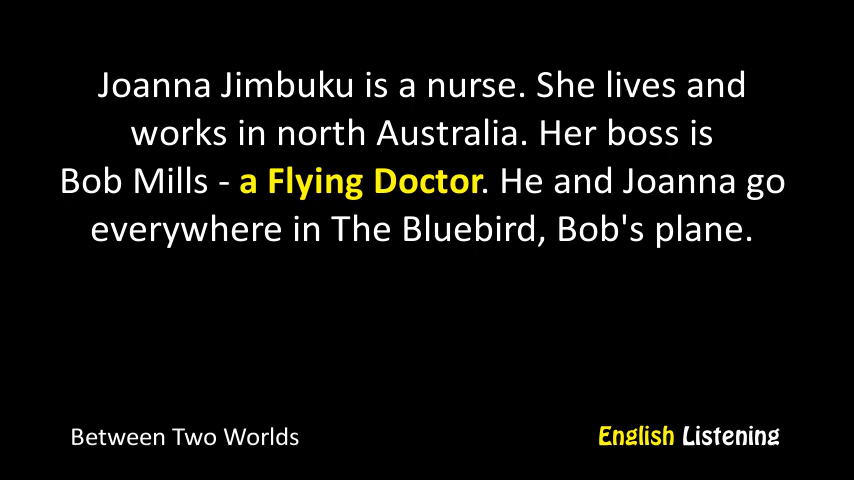 Joanna Jimbuku is a nurse. She lives and
works in north Australia. Her boss is
Bob Mills - a Flying Doctor. He and Joanna go
everywhere in The Bluebird, Bob's plane.
Between Two Worlds
English Listening